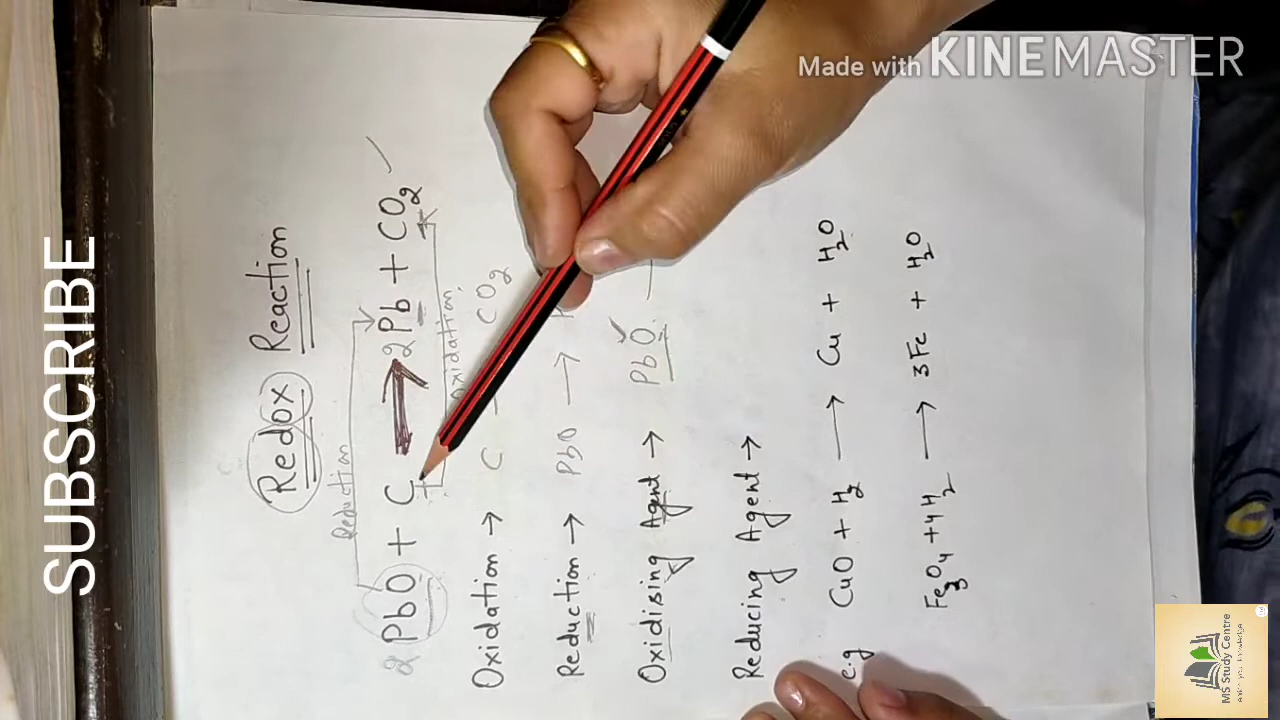 Made with KINEMASTER
SUBSCRIBE
Redox Reaction
Reduction
2PbO + C → 2Pb + CO₂
Oxidation
Oxidation → C — CO₂
Reduction → PbO →
Oxidising Agent → PbO —
Reducing Agent →
e.g CuO + H₂ → Cu + H₂O
Fe₃O₄ + 4H₂ → 3Fe + H₂O
MS Study Centre